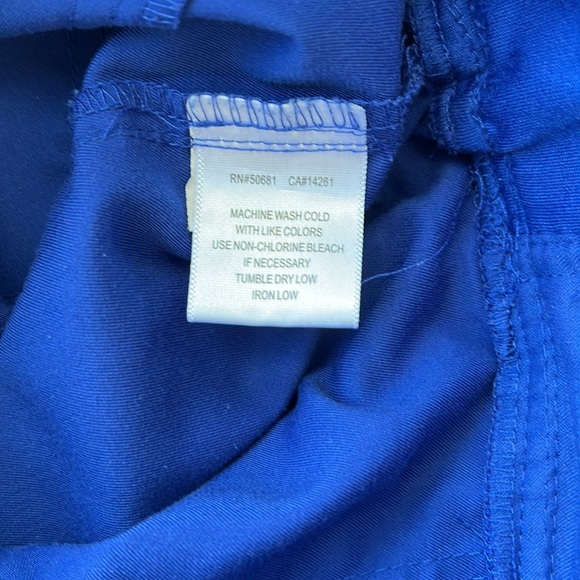 RN#50681 CA#14261
MACHINE WASH COLD
WITH LIKE COLORS
USE NON-CHLORINE BLEACH
IF NECESSARY
TUMBLE DRY LOW
IRON LOW